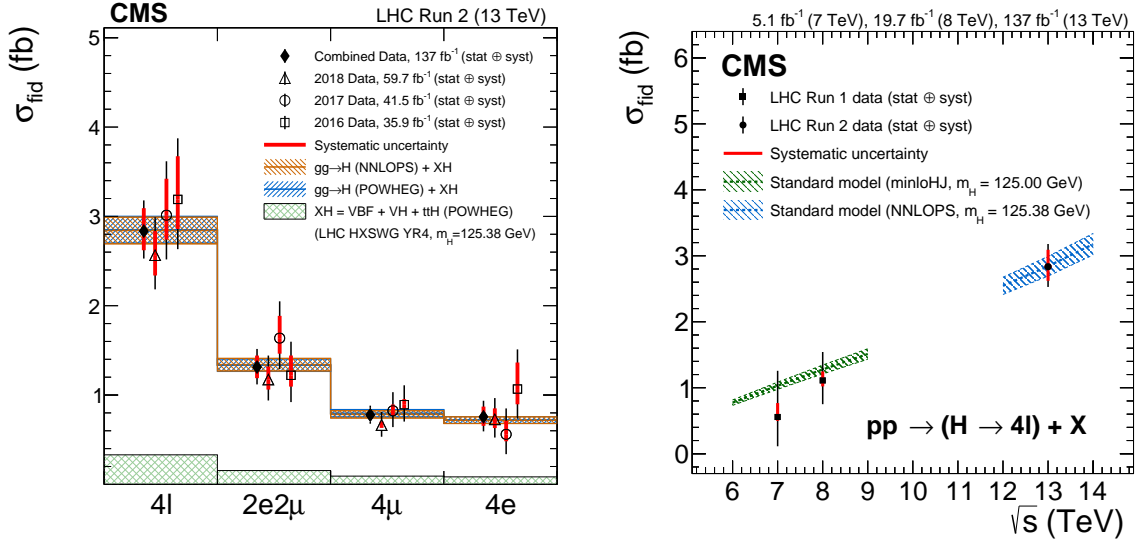 CMS
LHC Run 2 (13 TeV)
σfid (fb)
5
4
3
2
1
Combined Data, 137 fb⁻¹ (stat ⊕ syst)
2018 Data, 59.7 fb⁻¹ (stat ⊕ syst)
2017 Data, 41.5 fb⁻¹ (stat ⊕ syst)
2016 Data, 35.9 fb⁻¹ (stat ⊕ syst)
Systematic uncertainty
gg→H (NNLOPS) + XH
gg→H (POWHEG) + XH
XH = VBF + VH + ttH (POWHEG)
(LHC HXSWG YR4, mH=125.38 GeV)
4l 2e2μ 4μ 4e
5.1 fb⁻¹ (7 TeV), 19.7 fb⁻¹ (8 TeV), 137 fb⁻¹ (13 TeV)
σfid (fb)
6
5
4
3
2
1
0
CMS
LHC Run 1 data (stat ⊕ syst)
LHC Run 2 data (stat ⊕ syst)
Systematic uncertainty
Standard model (minloHJ, mH = 125.00 GeV)
Standard model (NNLOPS, mH = 125.38 GeV)
pp → (H → 4l) + X
6 7 8 9 10 11 12 13 14
√s (TeV)